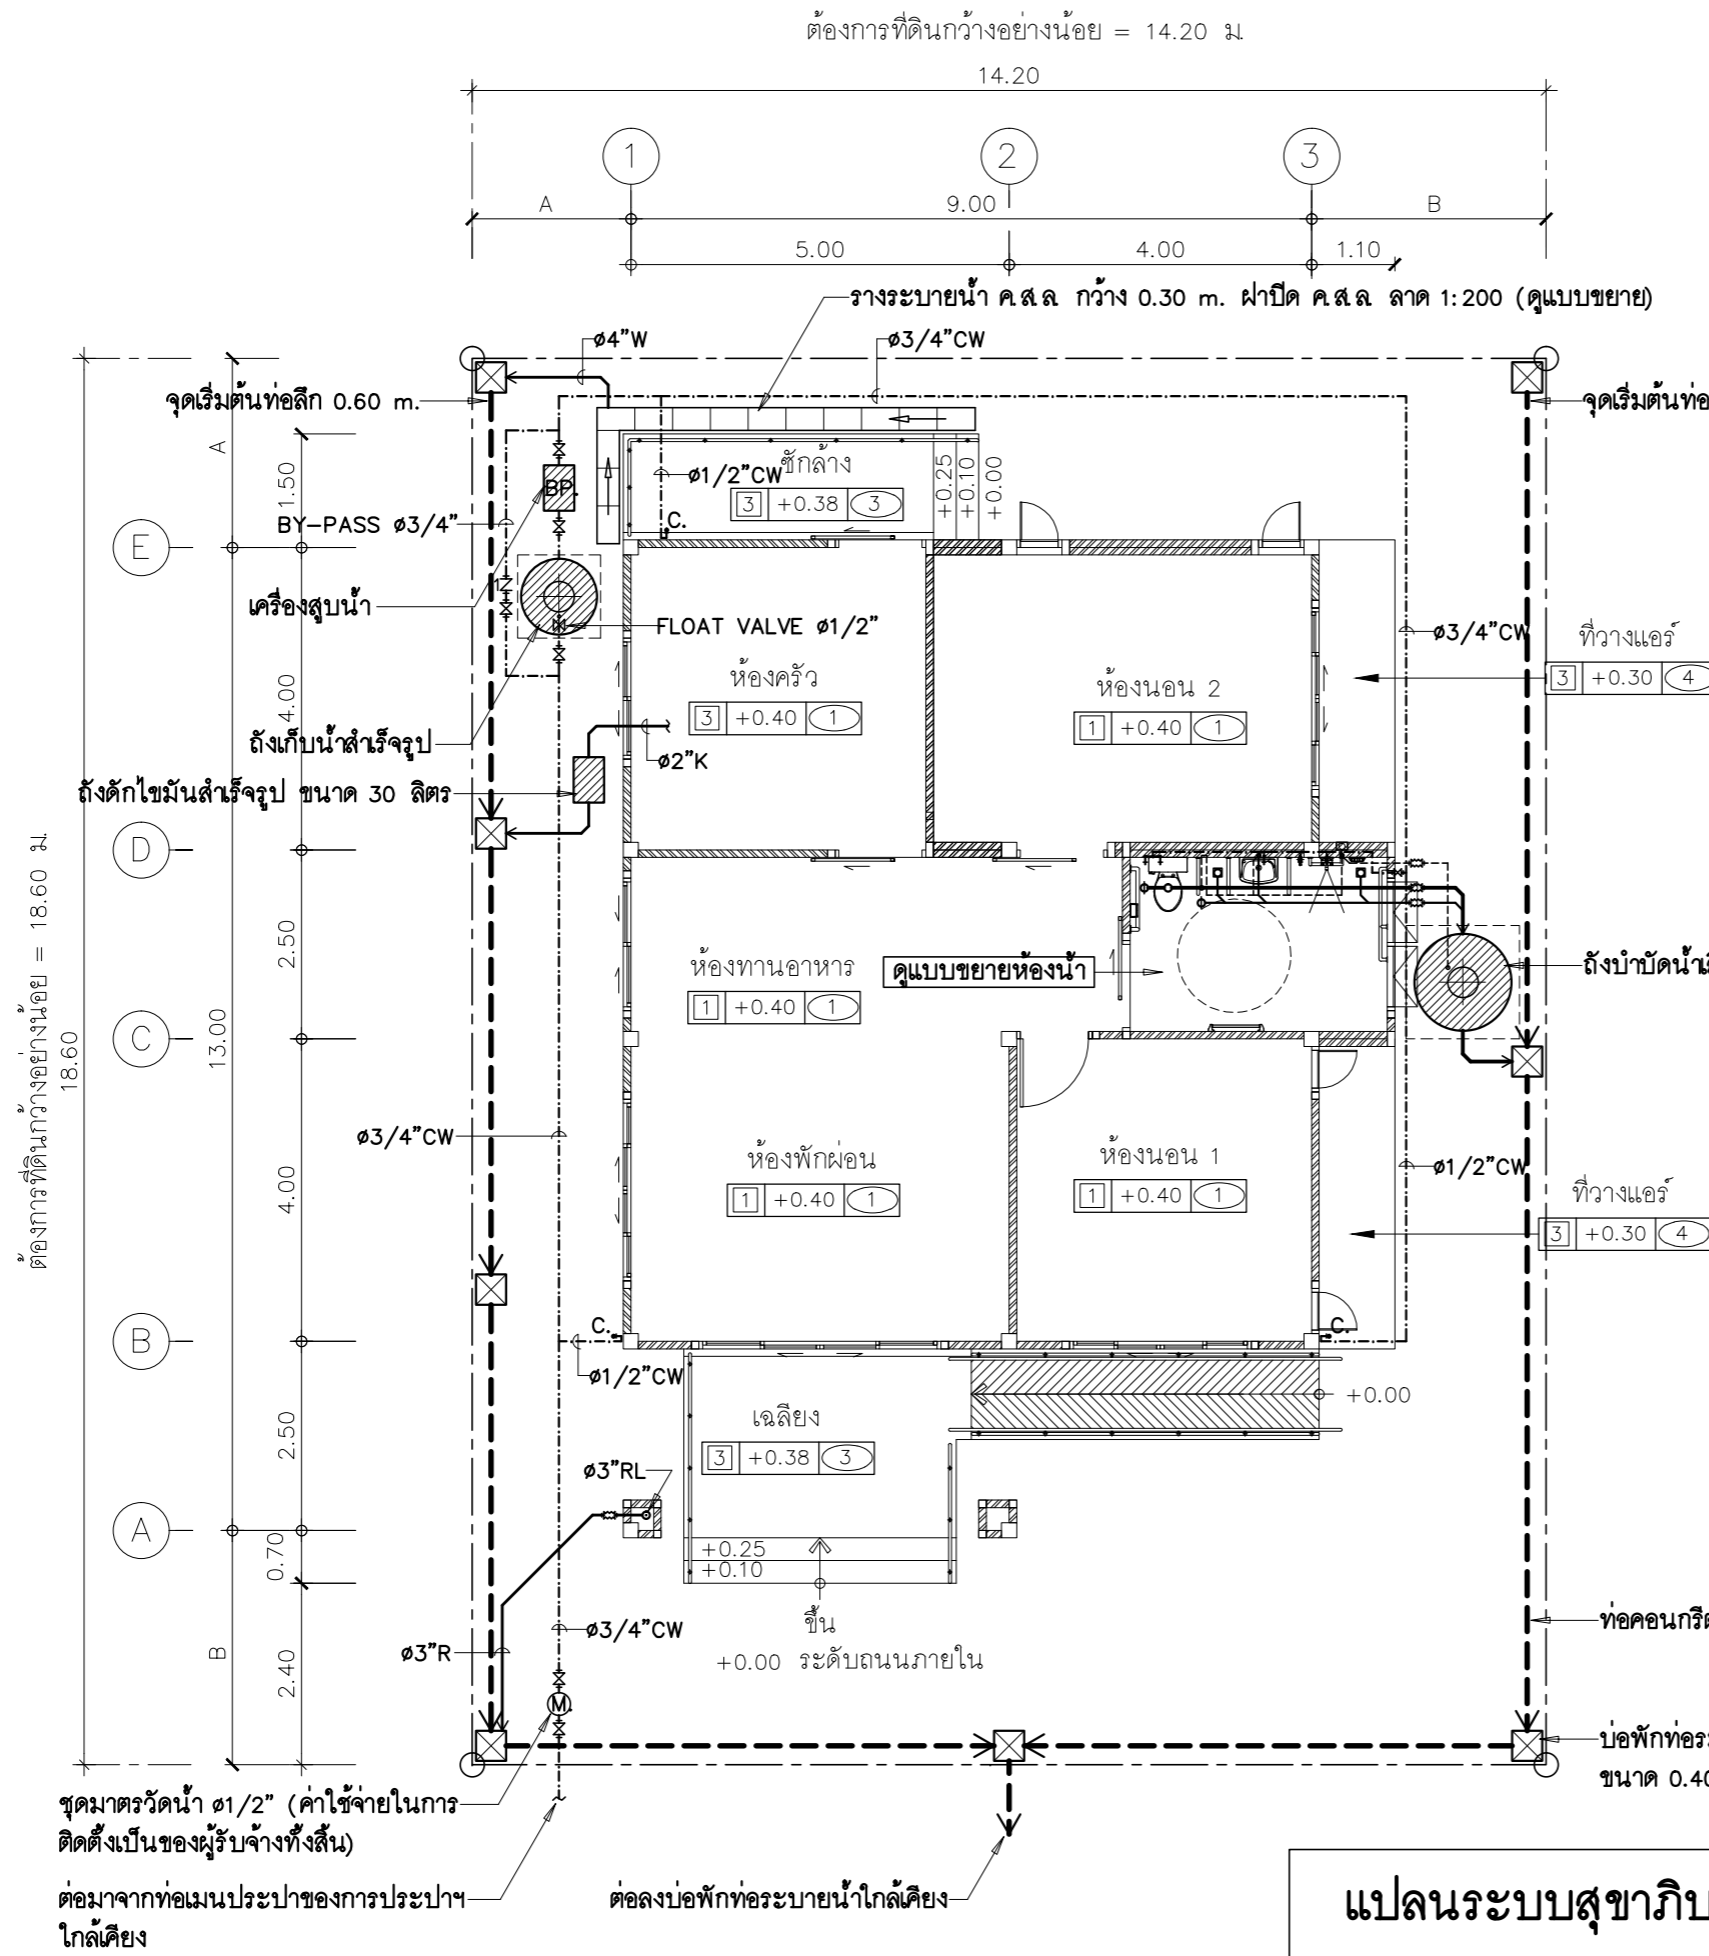 ต้องการที่ดินกว้างอย่างน้อย = 14.20 ม.
14.20
1
2
3
A
9.00
B
5.00
4.00
1.10
รางระบายน้ำ ค.ส.ล. กว้าง 0.30 m. ฝาปิด ค.ส.ล. ลาด 1:200 (ดูแบบขยาย)
ø4"W
ø3/4"CW
จุดเริ่มต้นท่อลึก 0.60 m.
จุดเริ่มต้นท่อ
A
1.50
ซักล้าง
ø1/2"CW
3 +0.38 3
+0.25
+0.10
+0.00
BP.
BY-PASS ø3/4"
C.
E
เครื่องสูบน้ำ
FLOAT VALVE ø1/2"
ø3/4"CW
ที่วางแอร์
3 +0.30 4
ห้องครัว
3 +0.40 1
ห้องนอน 2
1 +0.40 1
4.00
ถังเก็บน้ำสำเร็จรูป
ø2"K
ถังดักไขมันสำเร็จรูป ขนาด 30 ลิตร
D
ต้องการที่ดินกว้างอย่างน้อย = 18.60 ม.
18.60
13.00
2.50
ห้องทานอาหาร
1 +0.40 1
ดูแบบขยายห้องน้ำ
ถังบำบัดน้ำเ
C
ø3/4"CW
4.00
ห้องพักผ่อน
1 +0.40 1
ห้องนอน 1
1 +0.40 1
ø1/2"CW
ที่วางแอร์
3 +0.30 4
B
C.
C.
ø1/2"CW
+0.00
2.50
เฉลียง
3 +0.38 3
ø3"RL
A
0.70
+0.25
+0.10
ขึ้น
+0.00 ระดับถนนภายใน
ø3/4"CW
ø3"R
B
2.40
M.
ท่อคอนกรี
บ่อพักท่อระ
ขนาด 0.40
ชุดมาตรวัดน้ำ ø1/2" (ค่าใช้จ่ายในการ
ติดตั้งเป็นของผู้รับจ้างทั้งสิ้น)
ต่อมาจากท่อเมนประปาของการประปาฯ
ใกล้เคียง
ต่อลงบ่อพักท่อระบายน้ำใกล้เคียง
แปลนระบบสุขาภิบ